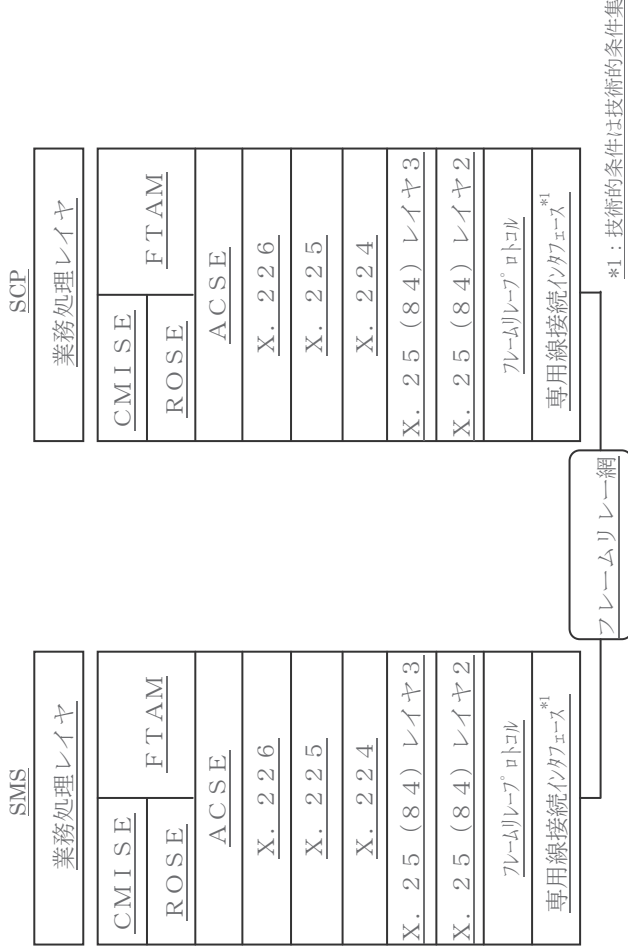 SMS
業務処理レイヤ
CMISE
ROSE
FTAM
ACSE
X.226
X.225
X.224
X.25(84)レイヤ3
X.25(84)レイヤ2
フレームリレープロトコル
専用線接続インタフェース*1
SCP
業務処理レイヤ
CMISE
ROSE
FTAM
ACSE
X.226
X.225
X.224
X.25(84)レイヤ3
X.25(84)レイヤ2
フレームリレープロトコル
専用線接続インタフェース*1
フレームリレー網
*1:技術的条件は技術的条件集